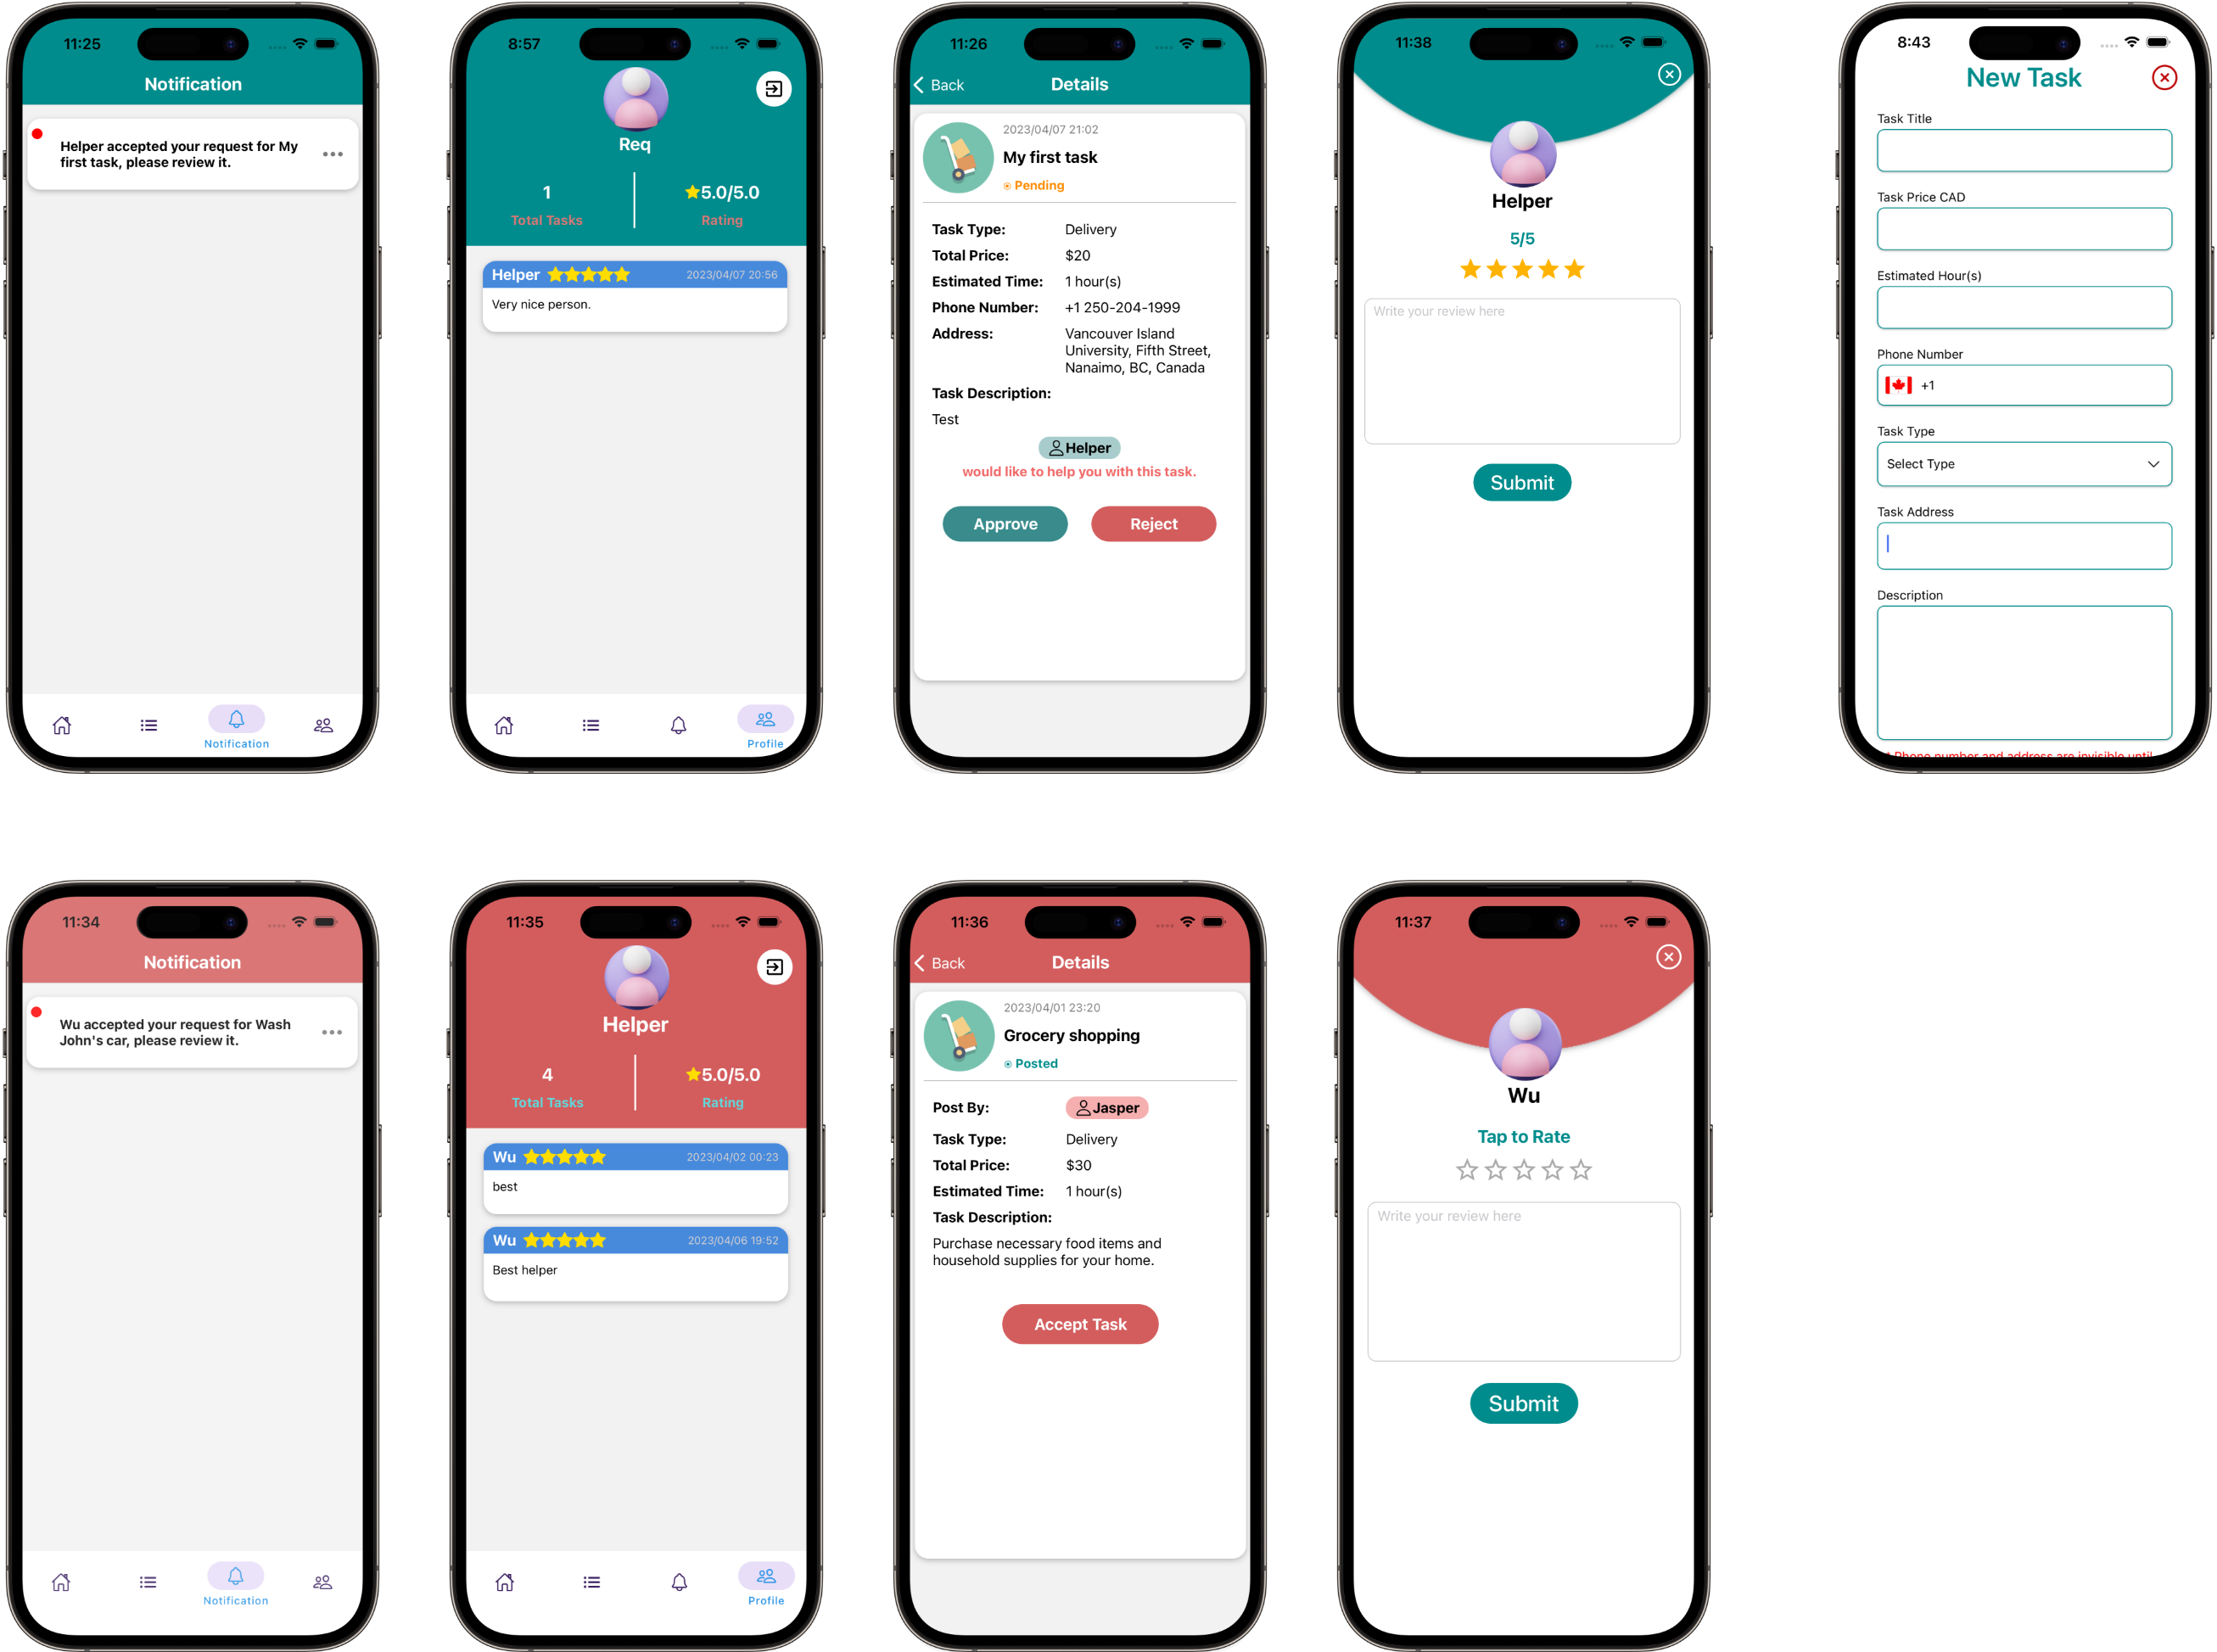 11:25
Notification
Helper accepted your request for My
first task, please review it.
Notification
8:57
Req
1
5.0/5.0
Total Tasks
Rating
Helper
2023/04/07 20:56
Very nice person.
Profile
11:26
Back
Details
2023/04/07 21:02
My first task
Pending
Task Type:
Delivery
Total Price:
$20
Estimated Time:
1 hour(s)
Phone Number:
+1 250-204-1999
Address:
Vancouver Island
University, Fifth Street,
Nanaimo, BC, Canada
Task Description:
Test
Helper
would like to help you with this task.
Approve
Reject
11:38
Helper
5/5
Write your review here
Submit
8:43
New Task
Task Title
Task Price CAD
Estimated Hour(s)
Phone Number
+1
Task Type
Select Type
Task Address
Description
* Phone number and address are invisible until
11:34
Notification
Wu accepted your request for Wash
John's car, please review it.
Notification
11:35
Helper
4
5.0/5.0
Total Tasks
Rating
Wu
2023/04/02 00:23
best
Wu
2023/04/06 19:52
Best helper
Profile
11:36
Back
Details
2023/04/01 23:20
Grocery shopping
Posted
Post By:
Jasper
Task Type:
Delivery
Total Price:
$30
Estimated Time:
1 hour(s)
Task Description:
Purchase necessary food items and
household supplies for your home.
Accept Task
11:37
Wu
Tap to Rate
Write your review here
Submit